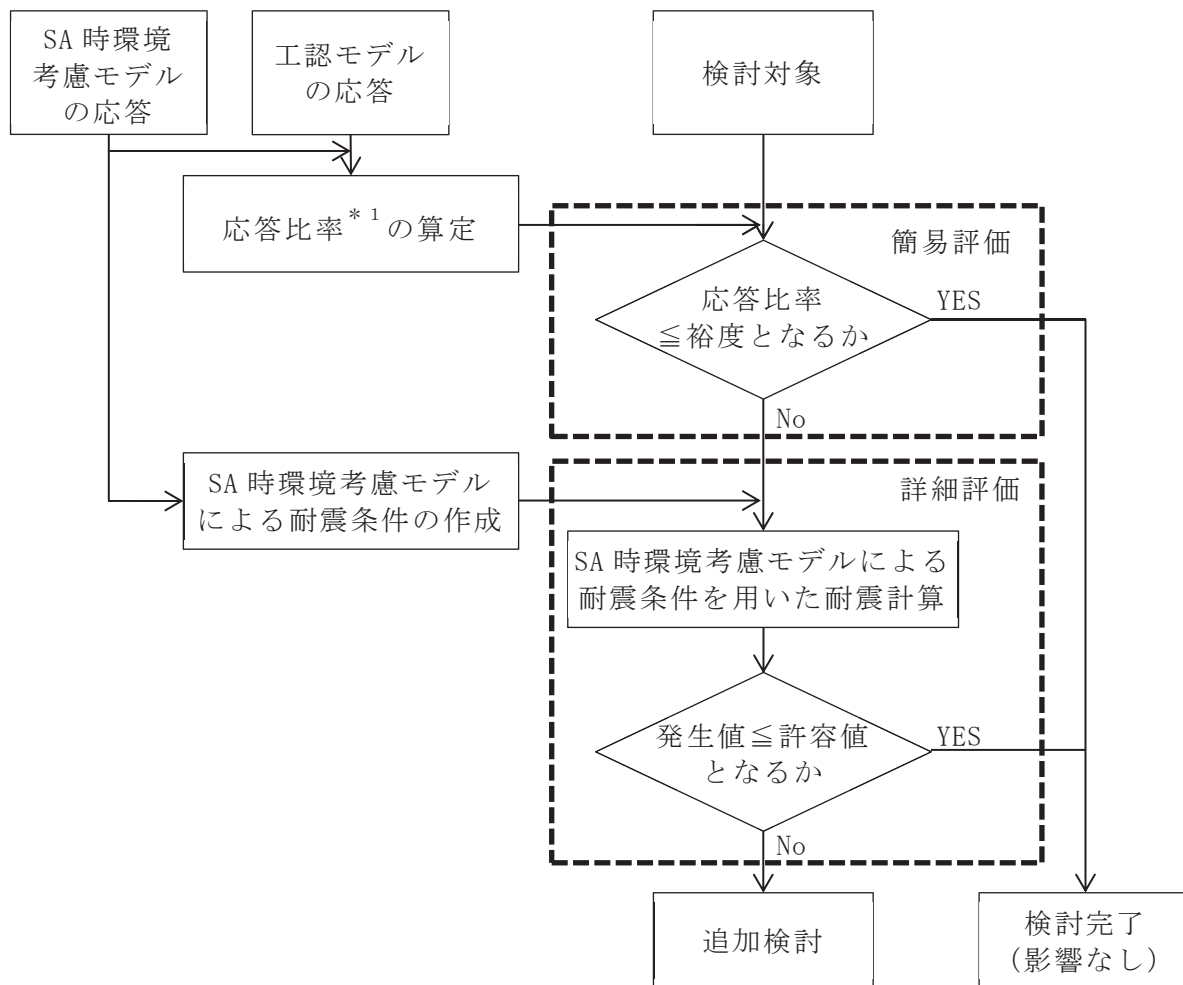 SA時環境
考慮モデル
の応答
工認モデル
の応答
検討対象
応答比率*1の算定
簡易評価
応答比率
≦裕度となるか
YES
No
SA時環境考慮モデル
による耐震条件の作成
詳細評価
SA時環境考慮モデルによる
耐震条件を用いた耐震計算
発生値≦許容値
となるか
YES
No
追加検討
検討完了
(影響なし)